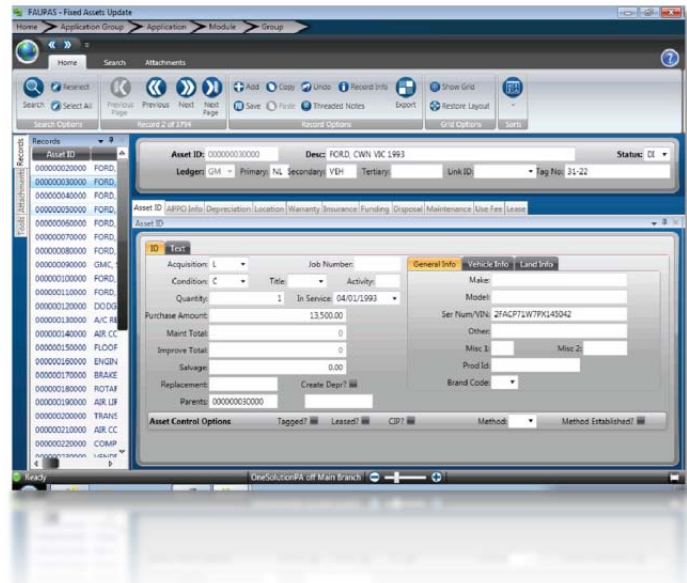 FAUPAS - Fixed Assets Update
Home Application Group Application Module Group
Home Search Attachments
Search Reselect Select All Previous Page Previous Next Next Page Add Copy Undo Record Info Save Paste Threaded Notes Export Show Grid Restore Layout
Search Options Record 2 of 3794 Record Options Grid Options Sorts
Records
Attachments
Tools
Records
Asset ID
000000020000 FORD,
000000030000 FORD,
000000040000 FORD,
000000050000 FORD,
000000060000 FORD,
000000070000 FORD,
000000080000 FORD,
000000090000 GMC,
000000100000 FORD,
000000110000 FORD,
000000120000 DODG
000000130000 A/C RE
000000140000 AIR CC
000000150000 FLOOF
000000160000 ENGIN
000000170000 BRAKE
000000180000 ROTAF
000000190000 AIR LIF
000000200000 TRANS
000000210000 AIR CC
000000220000 COMP
000000230000 VENDE
Asset ID: 000000030000 Desc: FORD, CWN VIC 1993 Status: DI
Ledger: GM Primary: NL Secondary: VEH Tertiary: Link ID: Tag No: 31-22
Asset ID APPO Info Depreciation Location Warranty Insurance Funding Disposal Maintenance Use Fees Lease
Asset ID
ID Text
Acquisition: L Job Number:
Condition: C Title: Activity:
Quantity: 1 In Service: 04/01/1993
Purchase Amount: 13,500.00
Maint Total: 0
Improve Total: 0
Salvage: 0.00
Replacement: Create Depr?
Parents: 000000030000
General Info Vehicle Info Land Info
Make:
Model:
Ser Num/VIN: 2FACP71W7PX145042
Other:
Misc 1: Misc 2:
Prod Id:
Brand Code:
Asset Control Options Tagged? Leased? CIP? Method: Method Established?
Ready OneSolutionPA off Main Branch